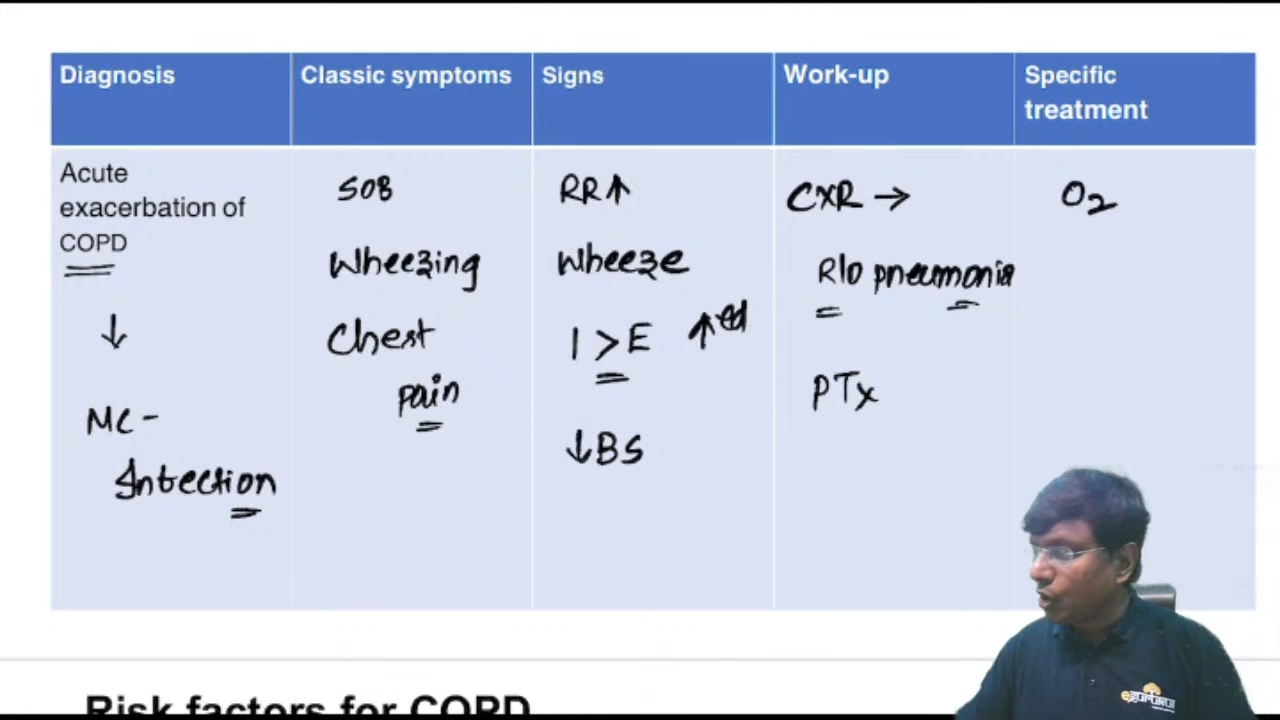 Diagnosis
Classic symptoms
Signs
Work-up
Specific
treatment
Acute
exacerbation of
COPD
↓
MC -
Infection
SOB
Wheezing
Chest
pain
RR↑
Wheeze
I > E ↑ed
↓BS
CXR →
R/o pneumonia
PTx
O2
egurukul
Risk factors for COPD